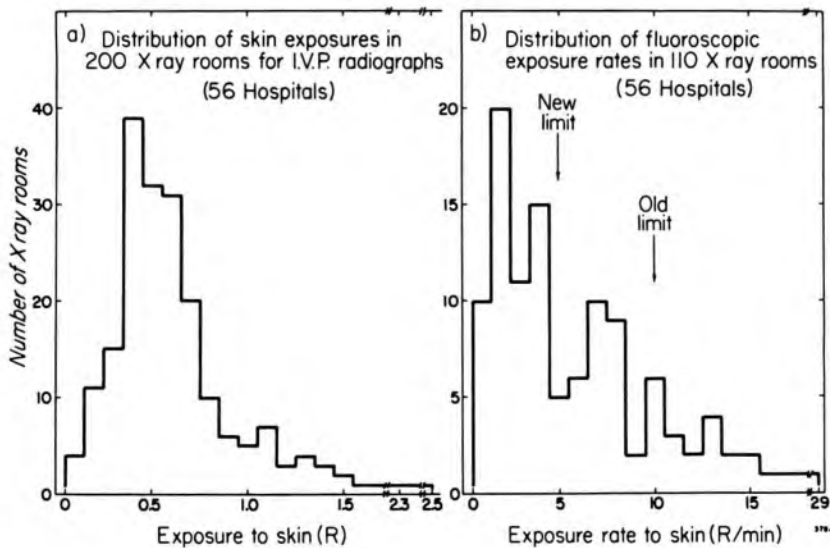 a) Distribution of skin exposures in
200 X ray rooms for I.V.P. radiographs
(56 Hospitals)
Number of X ray rooms
40
30
20
10
0
0 0.5 1.0 1.5 2.3 2.5
Exposure to skin (R)
b) Distribution of fluoroscopic
exposure rates in 110 X ray rooms
(56 Hospitals)
New
limit
Old
limit
20
15
10
5
0
0 5 10 15 29
Exposure rate to skin (R/min)